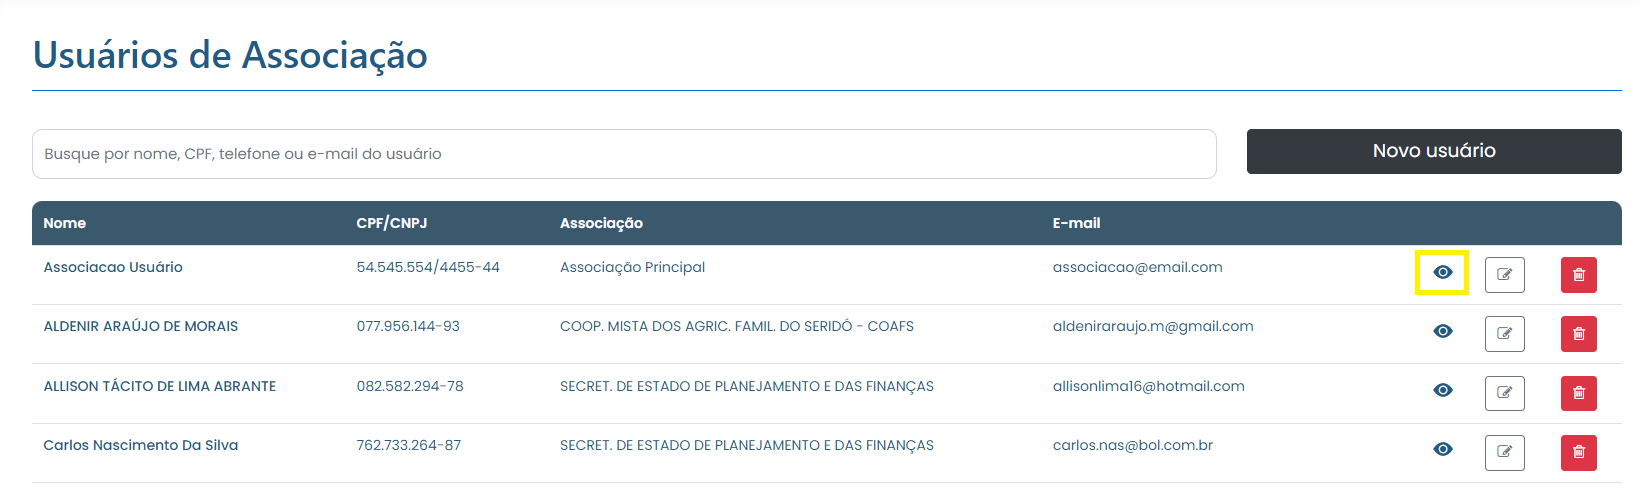 Usuários de Associação
Busque por nome, CPF, telefone ou e-mail do usuário
Novo usuário
Nome CPF/CNPJ Associação E-mail
Associacao Usuário 54.545.554/4455-44 Associação Principal associacao@email.com
ALDENIR ARAÚJO DE MORAIS 077.956.144-93 COOP. MISTA DOS AGRIC. FAMIL. DO SERIDÓ - COAFS aldeniraraujo.m@gmail.com
ALLISON TÁCITO DE LIMA ABRANTE 082.582.294-78 SECRET. DE ESTADO DE PLANEJAMENTO E DAS FINANÇAS allisonlima16@hotmail.com
Carlos Nascimento Da Silva 762.733.264-87 SECRET. DE ESTADO DE PLANEJAMENTO E DAS FINANÇAS carlos.nas@bol.com.br